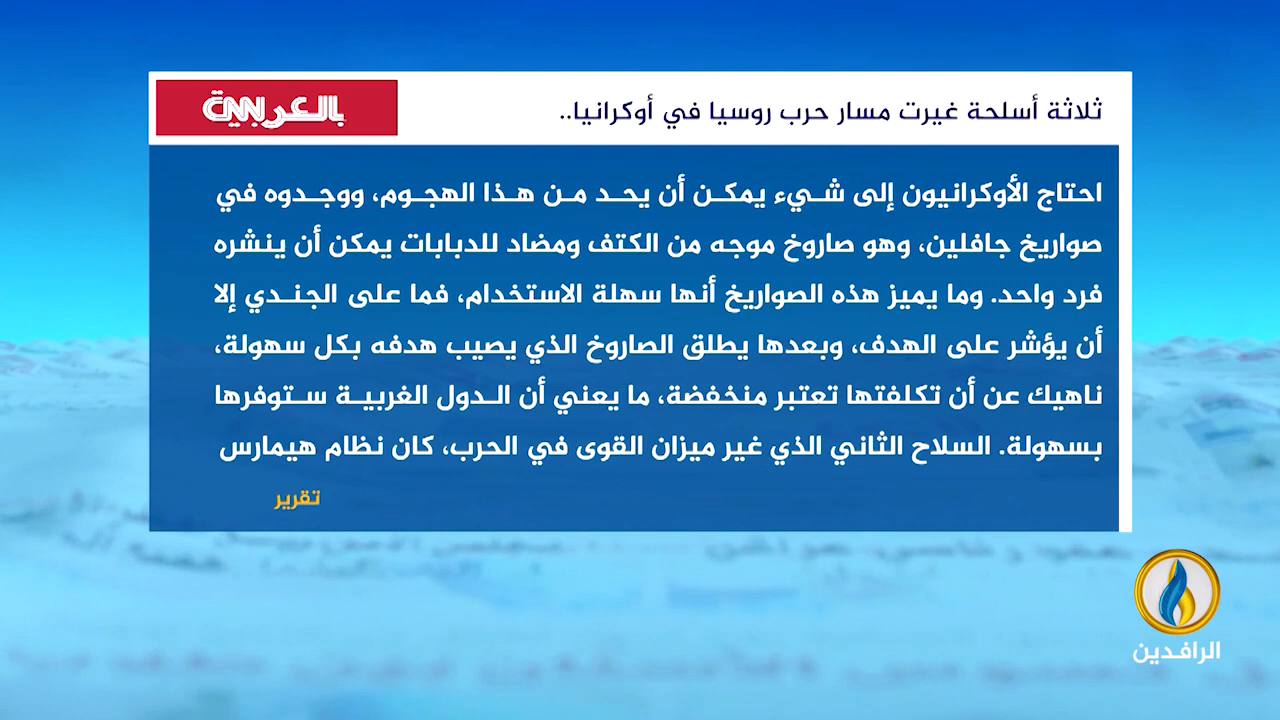 ثلاثة أسلحة غيرت مسار حرب روسيا في أوكرانيا..
بالعربية
احتاج الأوكرانيون إلى شيء يمكن أن يحد من هذا الهجوم، ووجدوه في
صواريخ جافلين، وهو صاروخ موجه من الكتف ومضاد للدبابات يمكن أن ينشره
فرد واحد. وما يميز هذه الصواريخ أنها سهلة الاستخدام، فما على الجندي إلا
أن يؤشر على الهدف، وبعدها يطلق الصاروخ الذي يصيب هدفه بكل سهولة،
ناهيك عن أن تكلفتها تعتبر منخفضة، ما يعني أن الدول الغربية ستوفرها
بسهولة. السلاح الثاني الذي غير ميزان القوى في الحرب، كان نظام هيمارس
تقرير
الرافدين